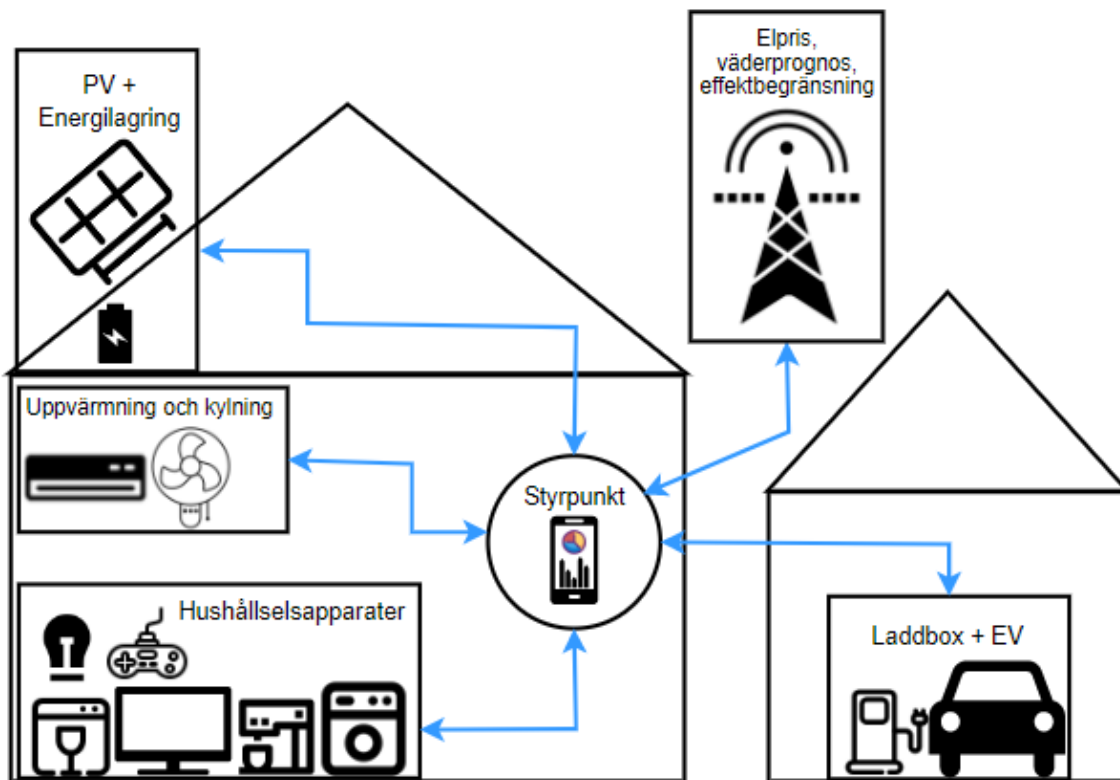 PV +
Energilagring
Elpris,
väderprognos,
effektbegränsning
Uppvärmning och kylning
Styrpunkt
Hushållselsapparater
Laddbox + EV